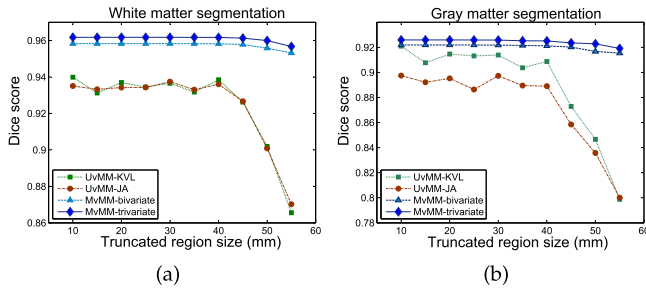 White matter segmentation
Dice score
0.96
0.94
0.92
0.9
0.88
0.86
UvMM-KVL
UvMM-JA
MvMM-bivariate
MvMM-trivariate
10 20 30 40 50 60
Truncated region size (mm)
(a)
Gray matter segmentation
Dice score
0.92
0.9
0.88
0.86
0.84
0.82
0.8
0.78
UvMM-KVL
UvMM-JA
MvMM-bivariate
MvMM-trivariate
10 20 30 40 50 60
Truncated region size (mm)
(b)